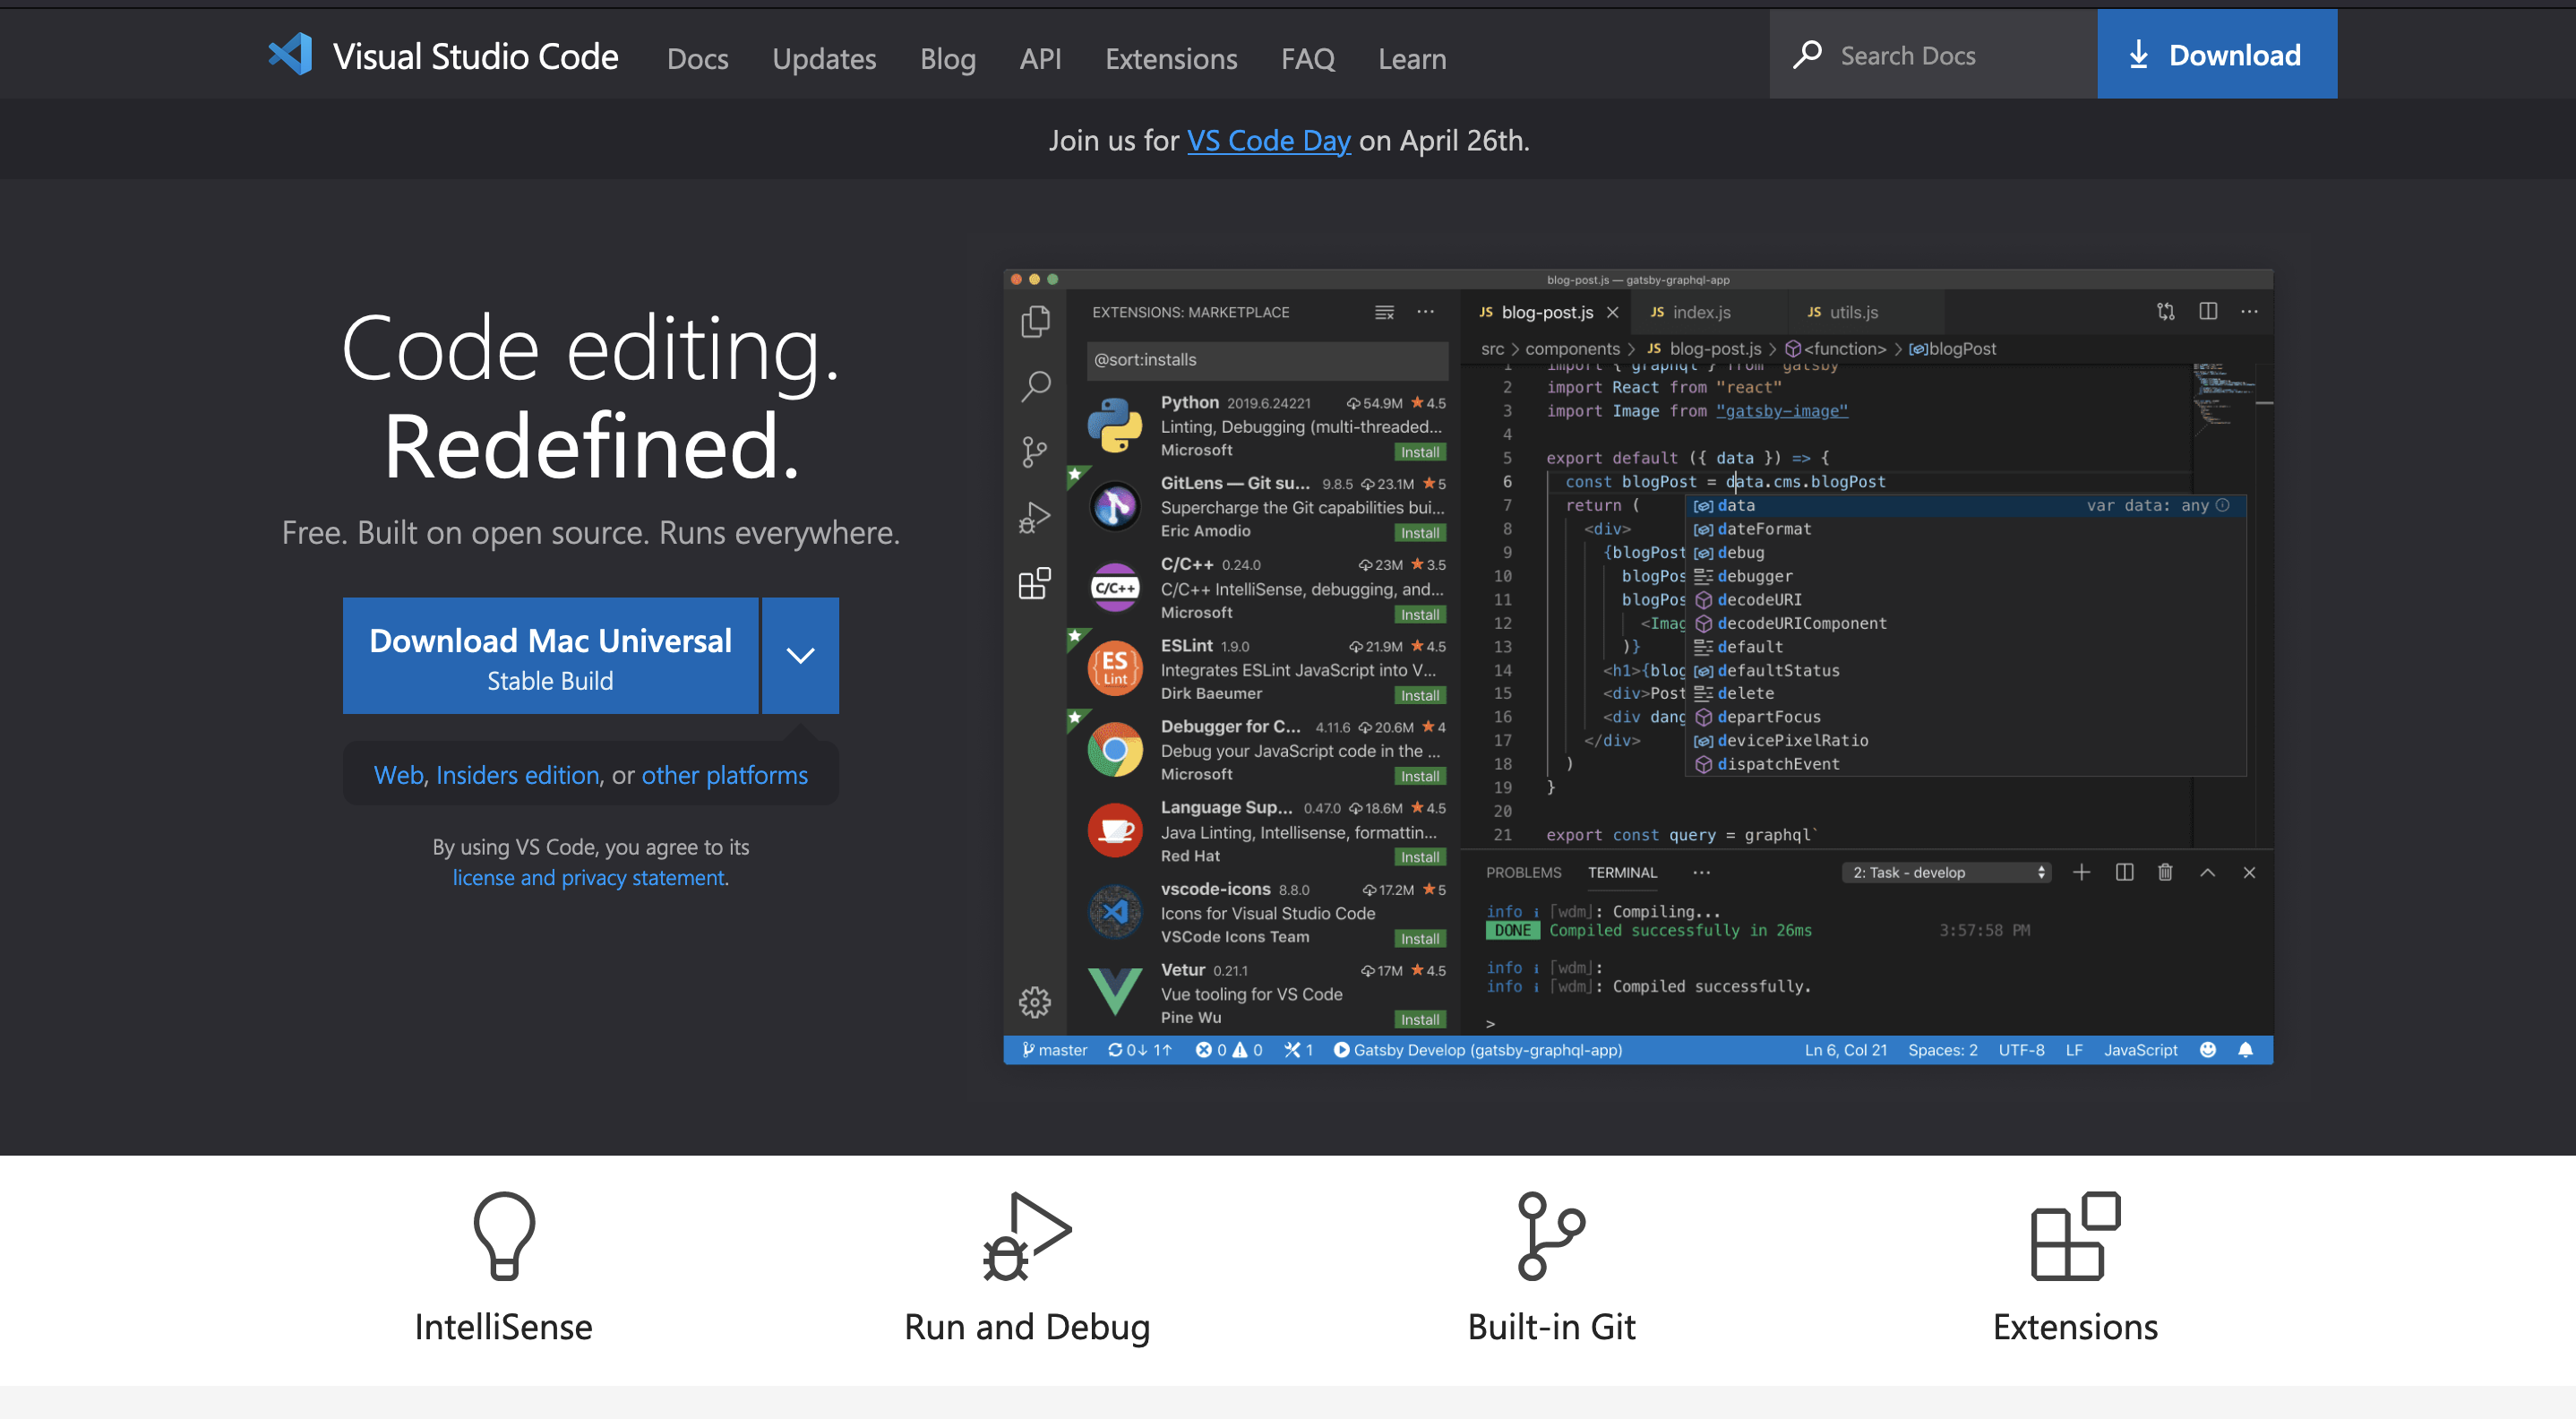 Visual Studio Code Docs Updates Blog API Extensions FAQ Learn Search Docs Download
Join us for VS Code Day on April 26th.
Code editing.
Redefined.
Free. Built on open source. Runs everywhere.
Download Mac Universal
Stable Build
Web, Insiders edition, or other platforms
By using VS Code, you agree to its
license and privacy statement.
blog-post.js — gatsby-graphql-app
EXTENSIONS: MARKETPLACE
@sort:installs
Python 2019.6.24221 54.9M 4.5
Linting, Debugging (multi-threaded...
Microsoft Install
GitLens — Git su... 9.8.5 23.1M 5
Supercharge the Git capabilities bui...
Eric Amodio Install
C/C++
C/C++ 0.24.0 23M 3.5
C/C++ IntelliSense, debugging, and...
Microsoft Install
ES
Lint
ESLint 1.9.0 21.9M 4.5
Integrates ESLint JavaScript into V...
Dirk Baeumer Install
Debugger for C... 4.11.6 20.6M 4
Debug your JavaScript code in the ...
Microsoft Install
Language Sup... 0.47.0 18.6M 4.5
Java Linting, Intellisense, formattin...
Red Hat Install
vscode-icons 8.8.0 17.2M 5
Icons for Visual Studio Code
VSCode Icons Team Install
Vetur 0.21.1 17M 4.5
Vue tooling for VS Code
Pine Wu Install
JS blog-post.js JS index.js JS utils.js
src > components > JS blog-post.js > <function> > blogPost
1 import { graphql } from "gatsby"
2 import React from "react"
3 import Image from "gatsby-image"
4
5 export default ({ data }) => {
6 const blogPost = data.cms.blogPost
7 return (
8 <div>
9 {blogPost
10 blogPos
11 blogPos
12 <Imag
13 )}
14 <h1>{blog
15 <div>Post
16 <div dang
17 </div>
18 )
19 }
20
21 export const query = graphql`
data var data: any
dateFormat
debug
debugger
decodeURI
decodeURIComponent
default
defaultStatus
delete
departFocus
devicePixelRatio
dispatchEvent
PROBLEMS TERMINAL ... 2: Task - develop
info i ｢wdm｣: Compiling...
DONE Compiled successfully in 26ms 3:57:58 PM
info i ｢wdm｣:
info i ｢wdm｣: Compiled successfully.
>
master 0↓ 1↑ 0 0 1 Gatsby Develop (gatsby-graphql-app) Ln 6, Col 21 Spaces: 2 UTF-8 LF JavaScript
IntelliSense
Run and Debug
Built-in Git
Extensions